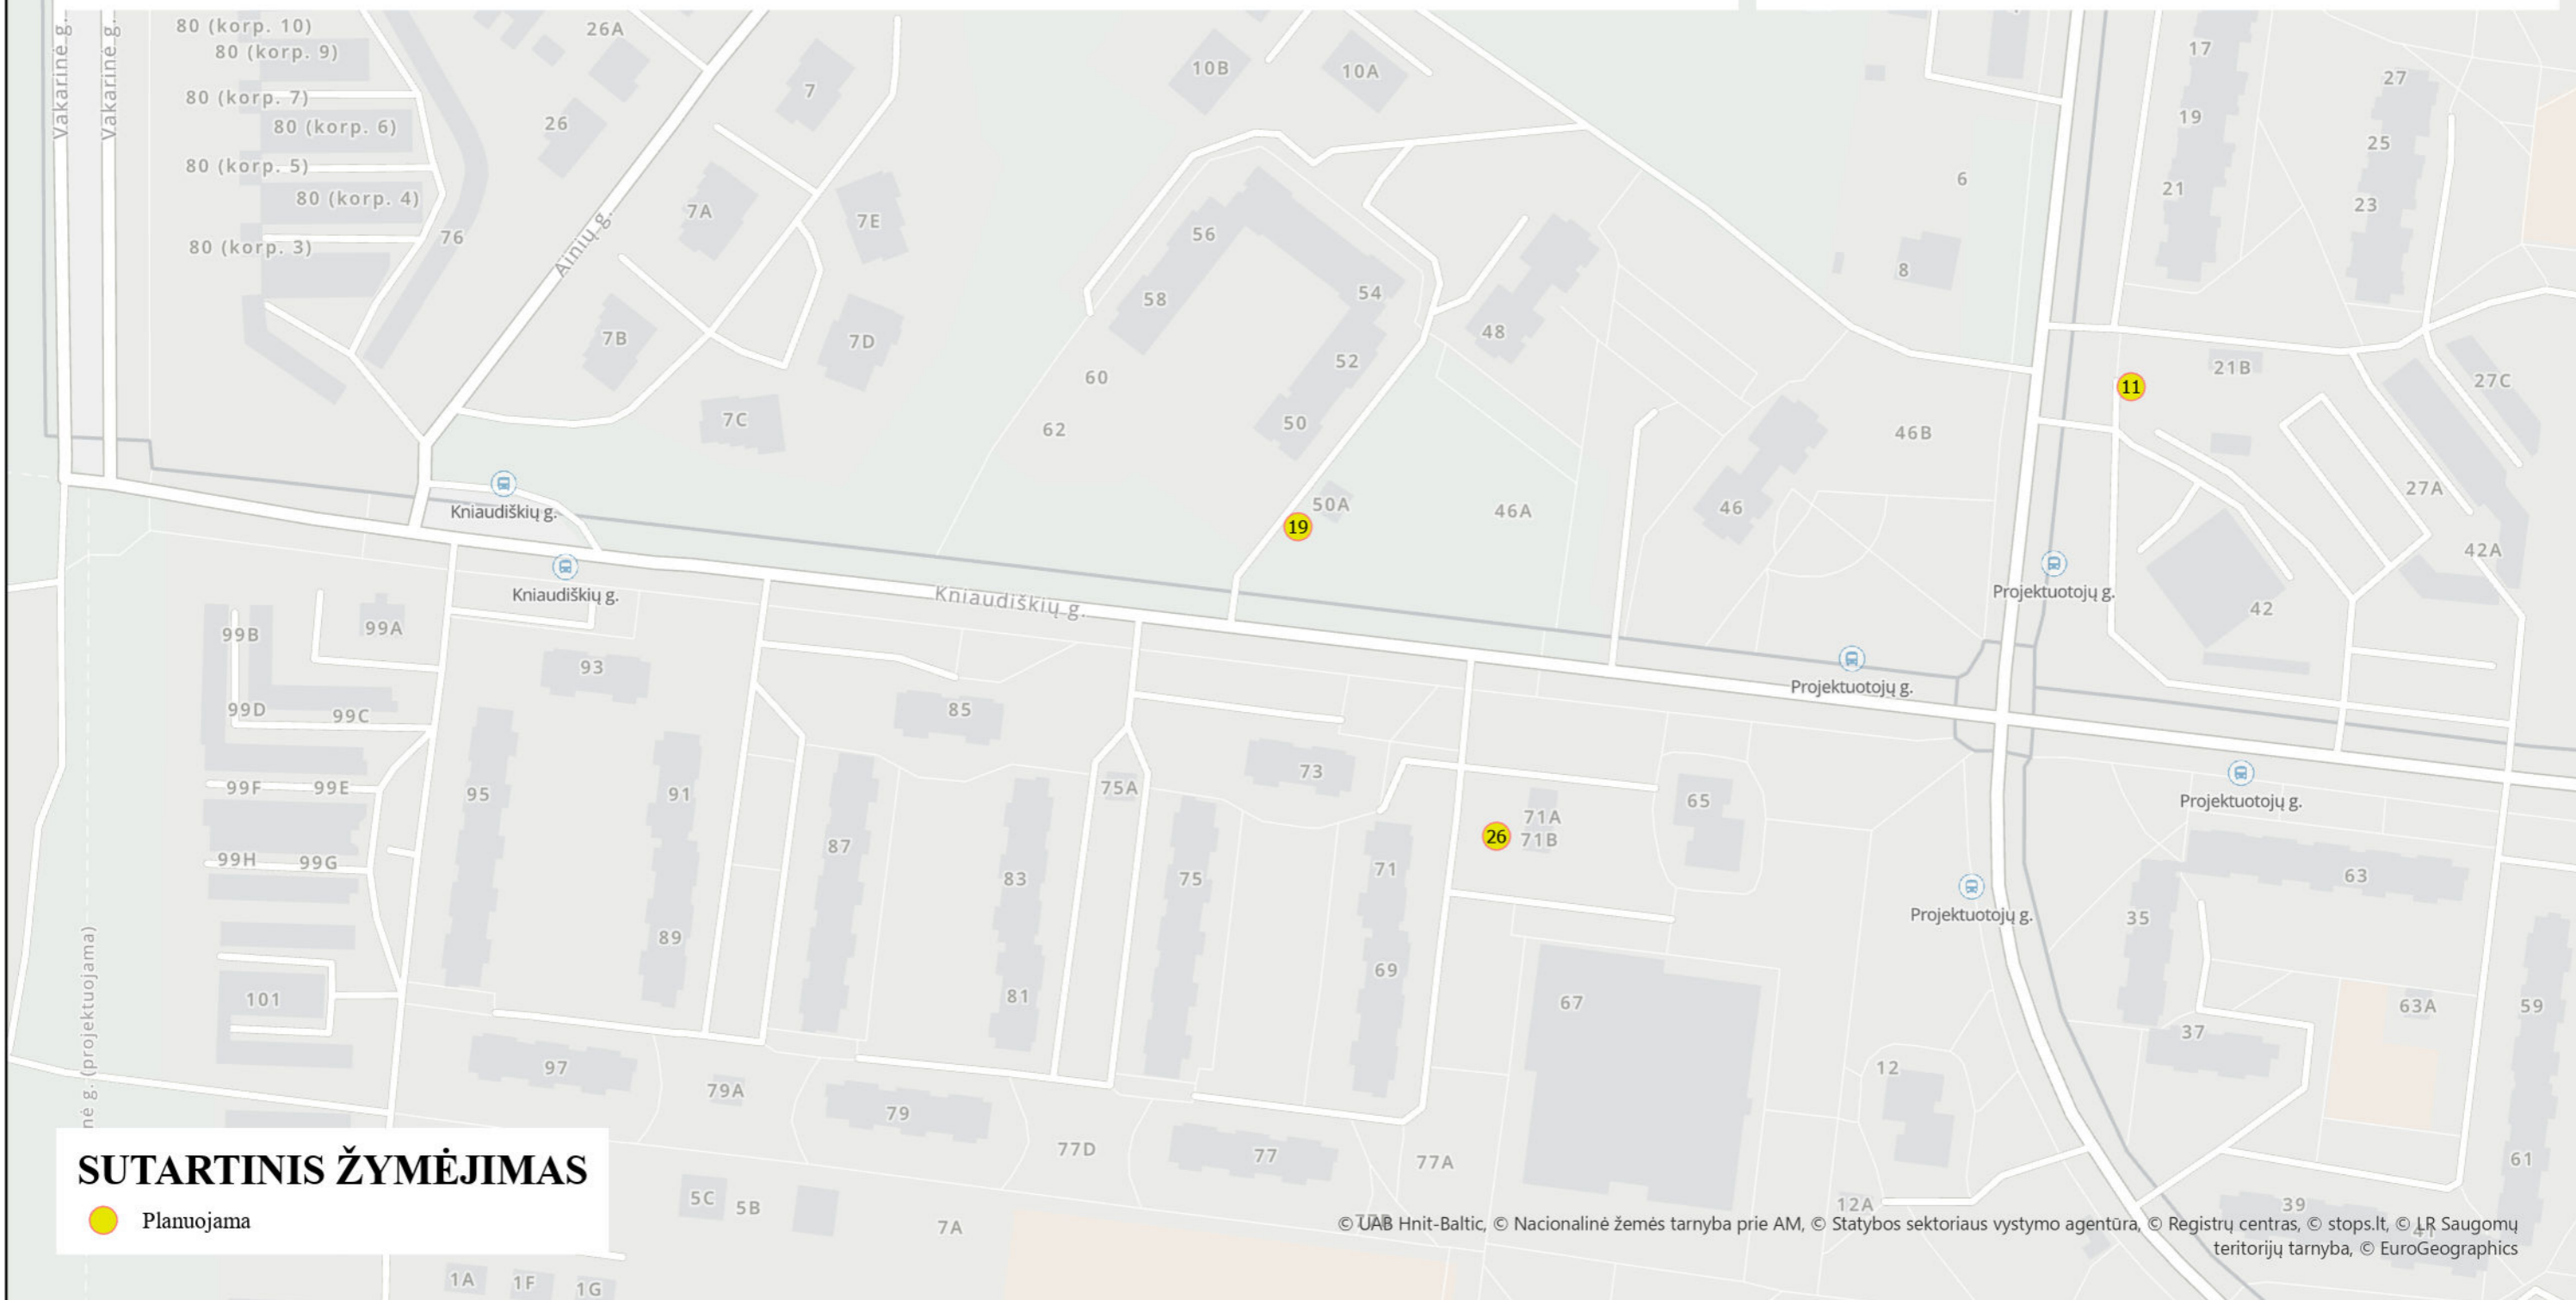 Vakarinė g.
Vakarinė g.
80 (korp. 10)
80 (korp. 9)
80 (korp. 7)
80 (korp. 6)
80 (korp. 5)
80 (korp. 4)
80 (korp. 3)
76
26A
26
Ainių g.
7
7A
7E
7B
7D
7C
10B
10A
56
58
54
52
50
60
62
48
50A
19
46A
46
46B
6
8
17
19
21
27
25
23
11
21B
27C
27A
42A
42
Kniaudiškių g.
Kniaudiškių g.
Kniaudiškių g.
Projektuotojų g.
Projektuotojų g.
Projektuotojų g.
Projektuotojų g.
99B
99A
99D
99C
99F
99E
99H
99G
101
93
95
91
89
85
87
83
81
75A
75
73
71
69
26
71A
71B
65
67
63
35
37
63A
59
61
97
79A
79
77D
77
77A
12
12A
39
41
nė g. (projektuojama)
SUTARTINIS ŽYMĖJIMAS
Planuojama
5C
5B
7A
1A
1F
1G
© UAB Hnit-Baltic, © Nacionalinė žemės tarnyba prie AM, © Statybos sektoriaus vystymo agentūra, © Registrų centras, © stops.lt, © LR Saugomų
teritorijų tarnyba, © EuroGeographics